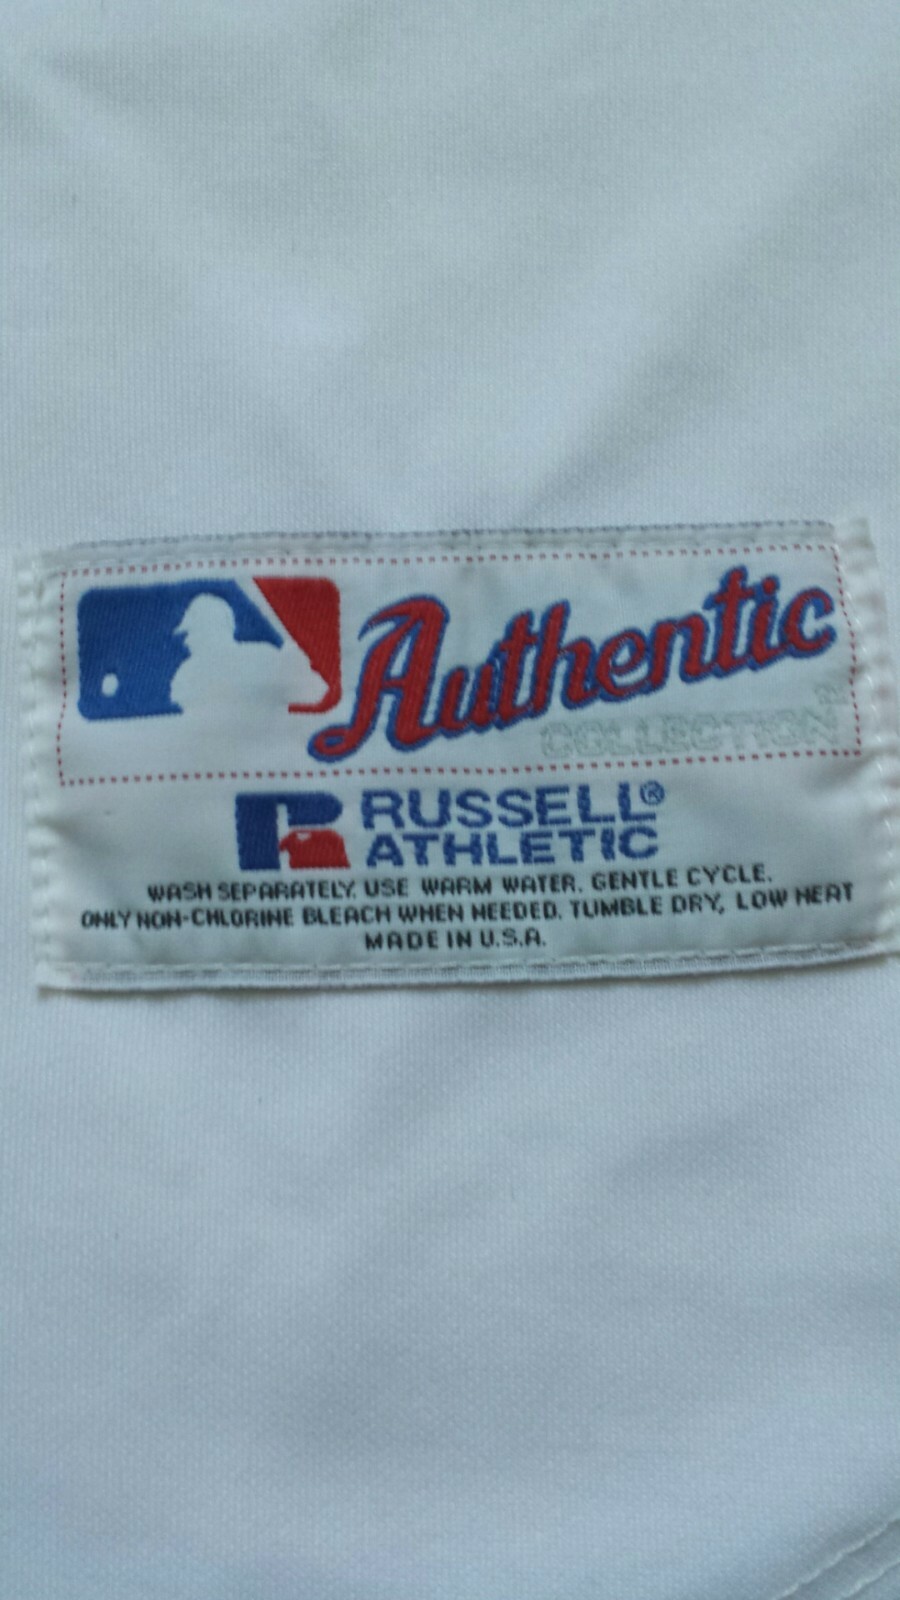 Authentic
COLLECTION
RUSSELL®
ATHLETIC
WASH SEPARATELY. USE WARM WATER. GENTLE CYCLE.
ONLY NON-CHLORINE BLEACH WHEN NEEDED. TUMBLE DRY, LOW HEAT
MADE IN U.S.A.